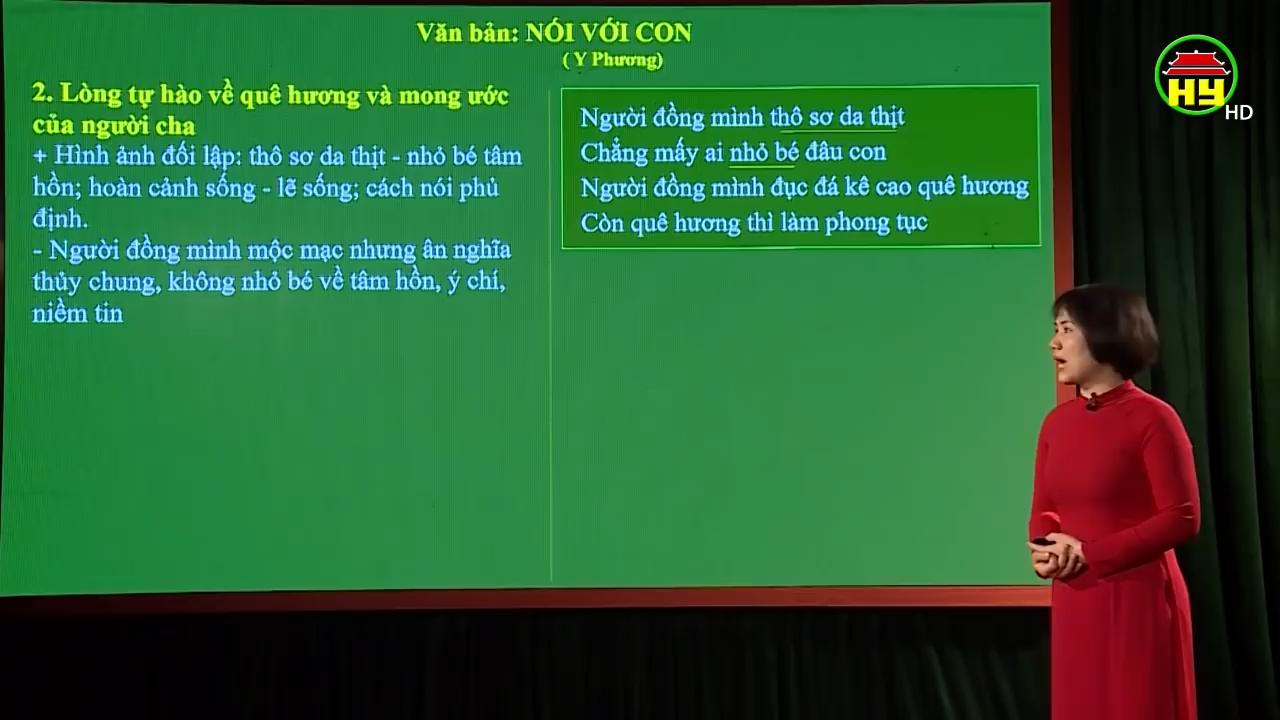 Văn bản: NÓI VỚI CON
( Y Phương)
2. Lòng tự hào về quê hương và mong ước
của người cha
+ Hình ảnh đối lập: thô sơ da thịt - nhỏ bé tâm
hồn; hoàn cảnh sống - lẽ sống; cách nói phủ
định.
- Người đồng mình mộc mạc nhưng ân nghĩa
thủy chung, không nhỏ bé về tâm hồn, ý chí,
niềm tin
Người đồng mình thô sơ da thịt
Chẳng mấy ai nhỏ bé đâu con
Người đồng mình đục đá kê cao quê hương
Còn quê hương thì làm phong tục
HY
HD